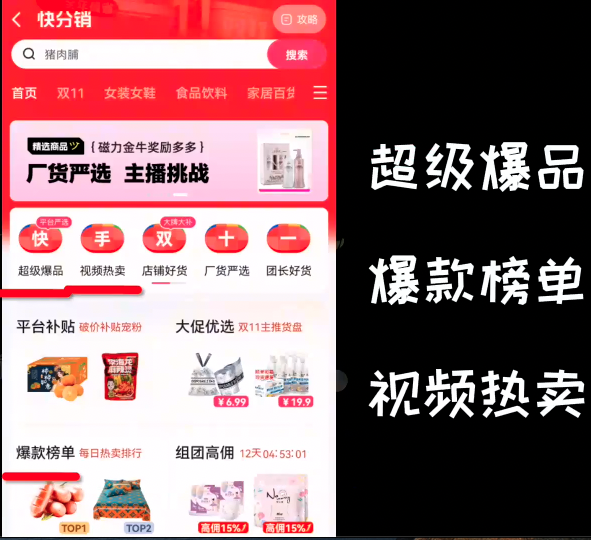 快分销
攻略
猪肉脯
搜索
首页 双11 女装女鞋 食品饮料 家居百货
精选商品 {磁力金牛奖励多多}
厂货严选 主播挑战
平台严选 大牌大补
快 手 双 十 一
超级爆品 视频热卖 店铺好货 厂货严选 团长好货
平台补贴 破价补贴宠粉
大促优选 双11主推货盘
¥6.99 ¥19.9
爆款榜单 每日热卖排行
组团高佣 12天04:53:01
TOP1 TOP2
高佣15% 高佣15%
超级爆品
爆款榜单
视频热卖